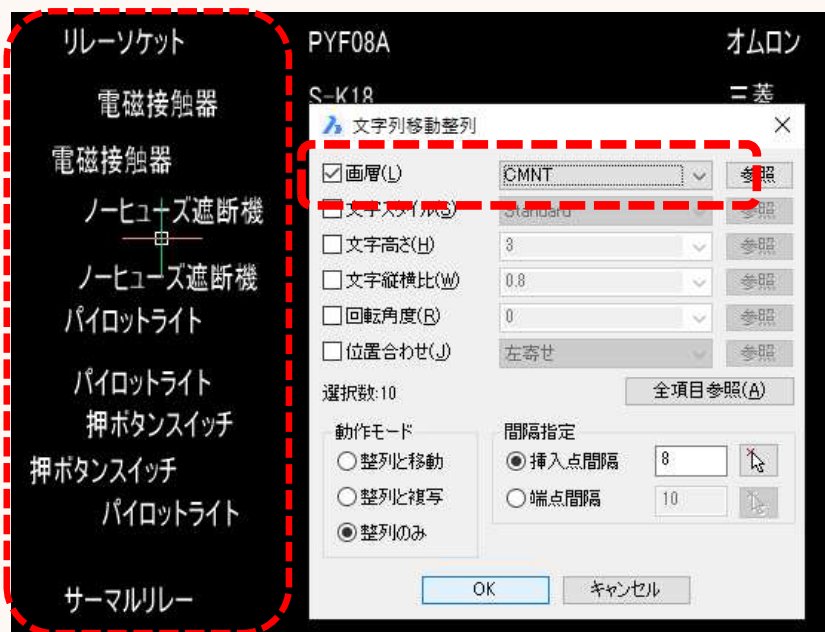 リレーソケット PYF08A オムロン
電磁接触器 S-K18 三菱
電磁接触器
ノーヒューズ遮断機
ノーヒューズ遮断機
パイロットライト
パイロットライト
押ボタンスイッチ
押ボタンスイッチ
パイロットライト
サーマルリレー
文字列移動整列
画層(L) CMNT 参照
文字スタイル(S) Standard 参照
文字高さ(H) 3 参照
文字縦横比(W) 0.8 参照
回転角度(R) 0 参照
位置合わせ(J) 左寄せ 参照
選択数:10 全項目参照(A)
動作モード
整列と移動
整列と複写
整列のみ
間隔指定
挿入点間隔 8
端点間隔 10
OK キャンセル